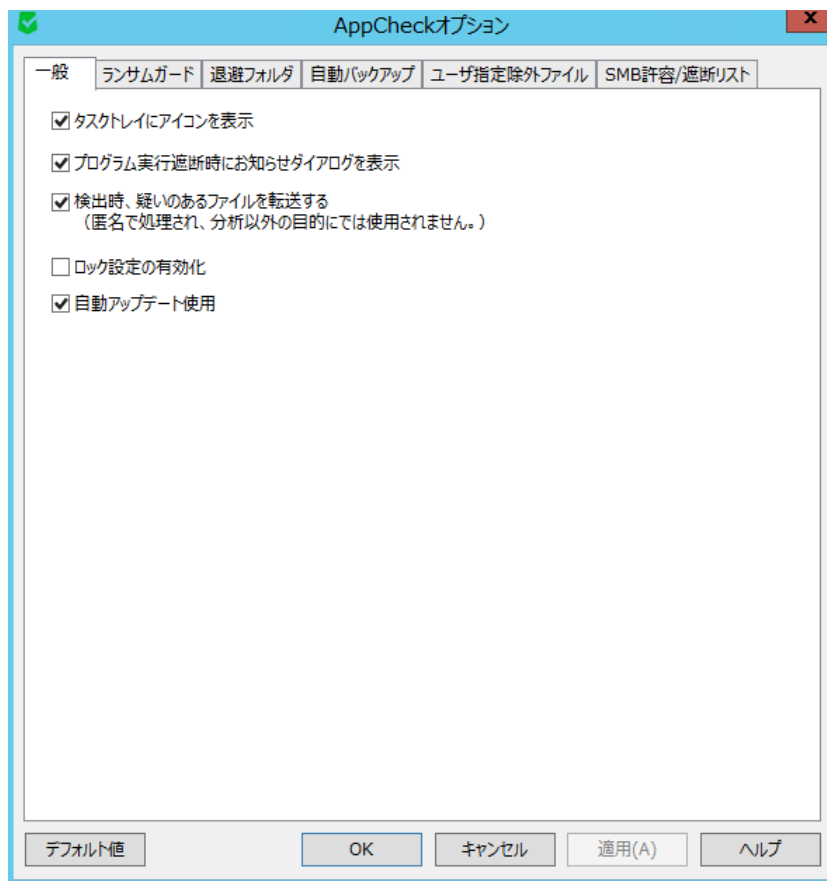 AppCheckオプション
x
一般
ランサムガード
退避フォルダ
自動バックアップ
ユーザ指定除外ファイル
SMB許容/遮断リスト
タスクトレイにアイコンを表示
プログラム実行遮断時にお知らせダイアログを表示
検出時、疑いのあるファイルを転送する
（匿名で処理され、分析以外の目的にでは使用されません。）
ロック設定の有効化
自動アップデート使用
デフォルト値
OK
キャンセル
適用(A)
ヘルプ